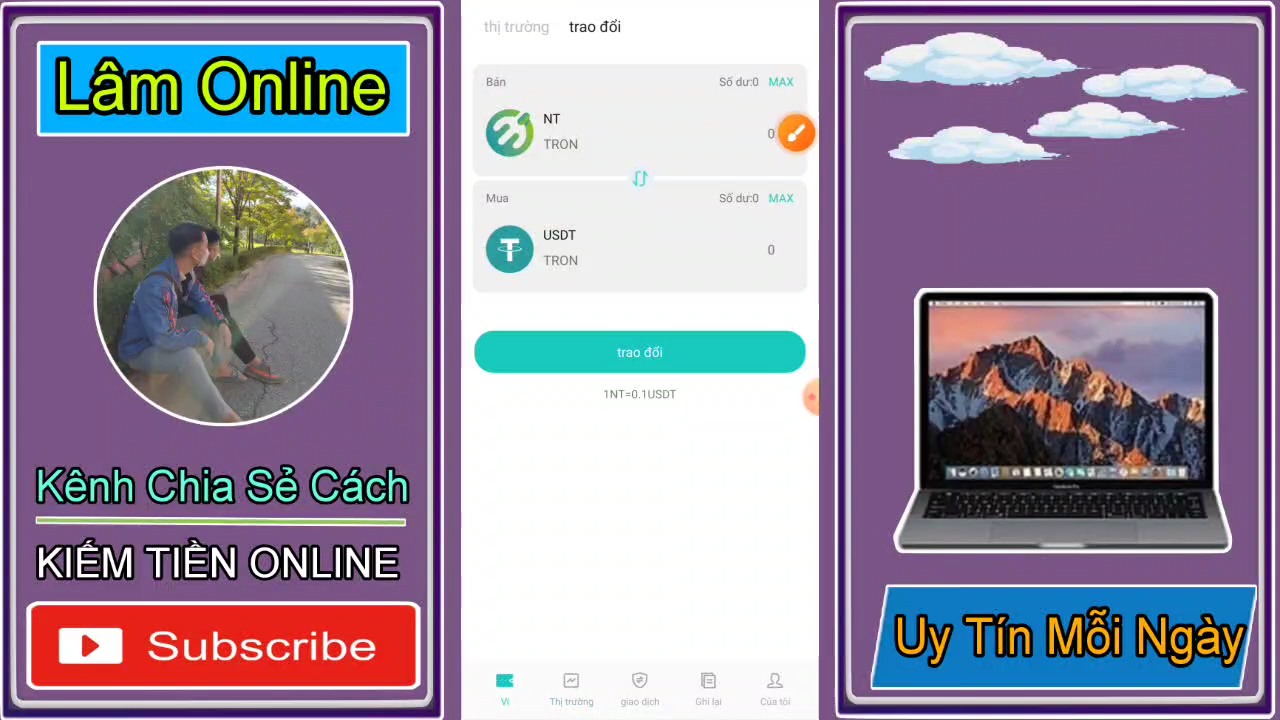 Lâm Online
Kênh Chia Sẻ Cách
KIẾM TIỀN ONLINE
Subscribe
thị trường trao đổi
Bán Số dư:0 MAX
NT
TRON
0
Mua Số dư:0 MAX
USDT
TRON
0
trao đổi
1NT=0.1USDT
Ví Thị trường giao dịch Ghi lại Của tôi
MacBook Pro
Uy Tín Mỗi Ngày